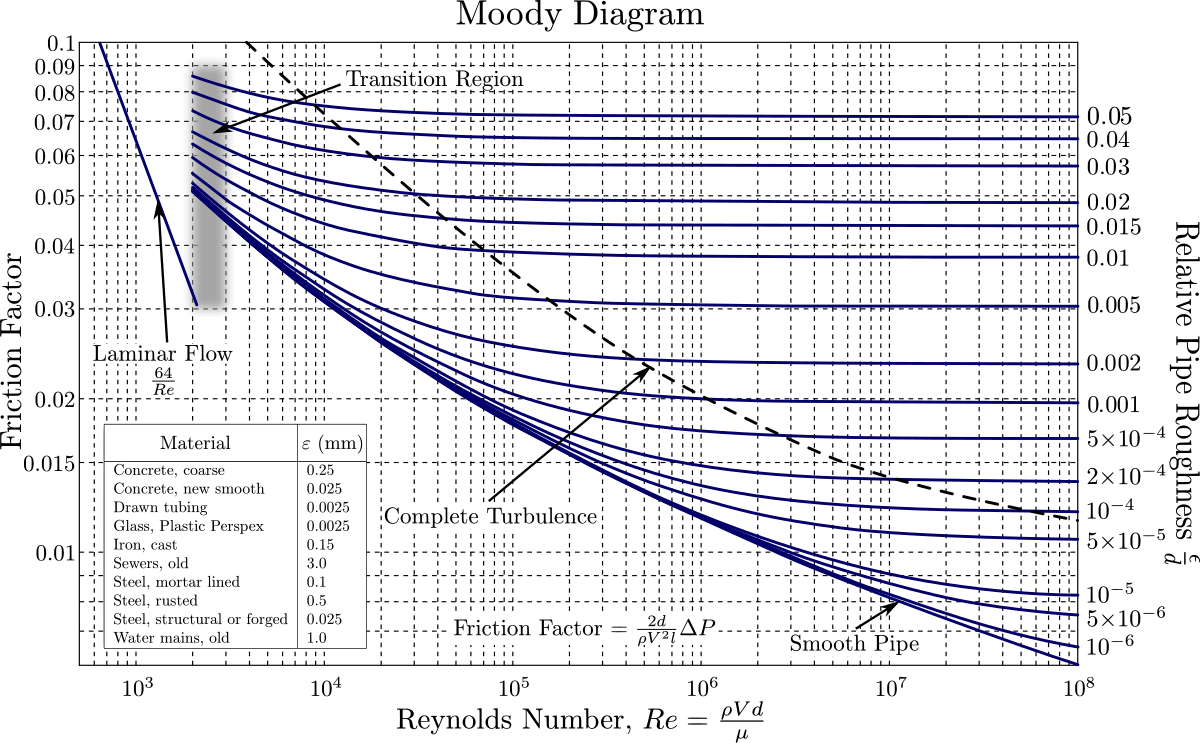 Moody Diagram
Friction Factor
0.1
0.09
0.08
0.07
0.06
0.05
0.04
0.03
0.02
0.015
0.01
Transition Region
Laminar Flow
64
Re
Complete Turbulence
Smooth Pipe
Friction Factor = 2d/ρV²l ΔP
Material ε (mm)
Concrete, coarse 0.25
Concrete, new smooth 0.025
Drawn tubing 0.0025
Glass, Plastic Perspex 0.0025
Iron, cast 0.15
Sewers, old 3.0
Steel, mortar lined 0.1
Steel, rusted 0.5
Steel, structural or forged 0.025
Water mains, old 1.0
0.05
0.04
0.03
0.02
0.015
0.01
0.005
0.002
0.001
5×10⁻⁴
2×10⁻⁴
10⁻⁴
5×10⁻⁵
10⁻⁵
5×10⁻⁶
10⁻⁶
Relative Pipe Roughness ϵ/d
10³ 10⁴ 10⁵ 10⁶ 10⁷ 10⁸
Reynolds Number, Re = ρVd/μ